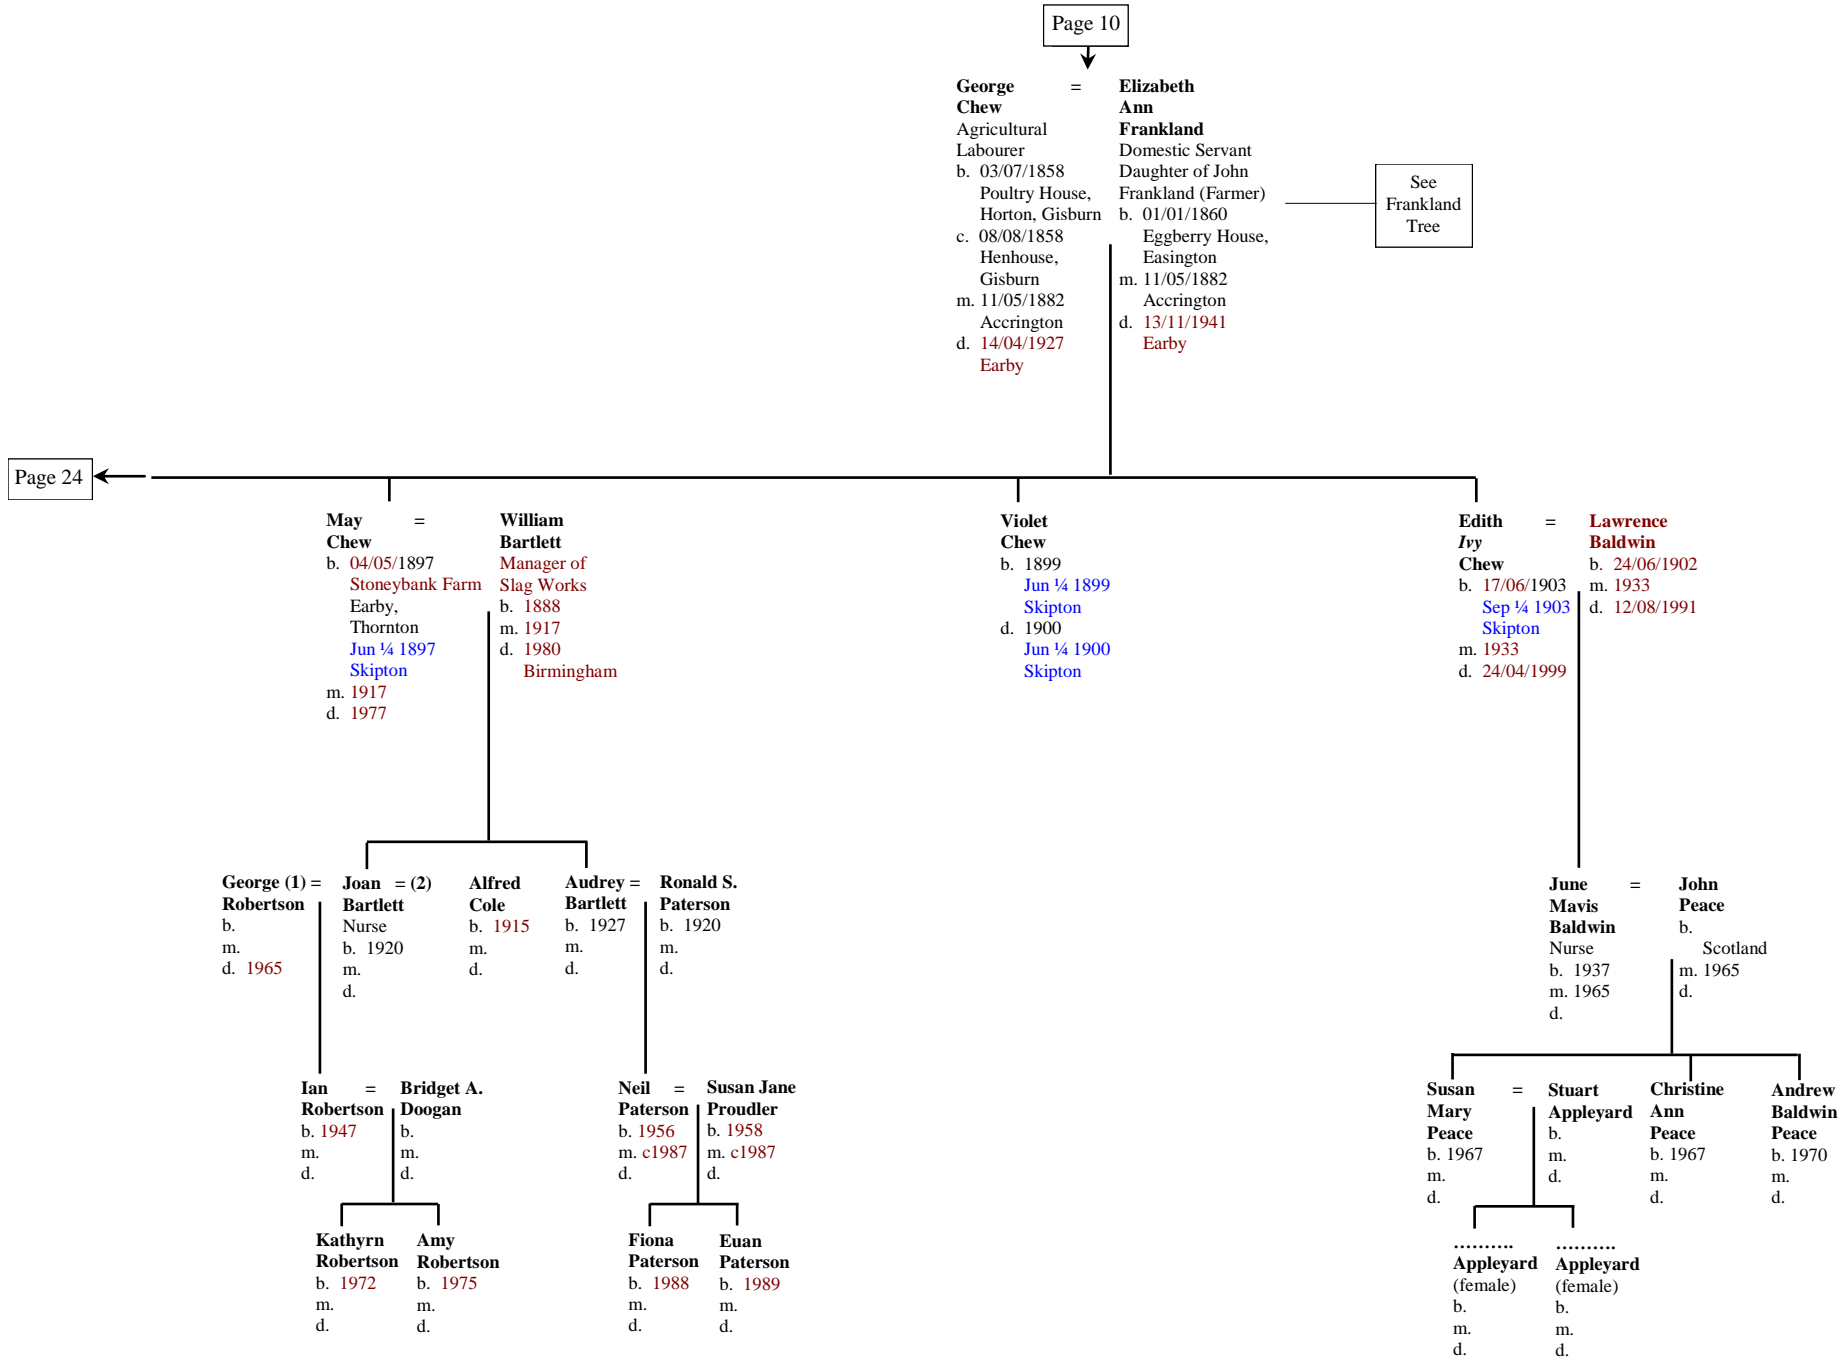 Page 10
George =
Chew
Agricultural
Labourer
b. 03/07/1858
Poultry House,
Horton, Gisburn
c. 08/08/1858
Henhouse,
Gisburn
m. 11/05/1882
Accrington
d. 14/04/1927
Earby
Elizabeth
Ann
Frankland
Domestic Servant
Daughter of John
Frankland (Farmer)
b. 01/01/1860
Eggberry House,
Easington
m. 11/05/1882
Accrington
d. 13/11/1941
Earby
See
Frankland
Tree
Page 24
May =
Chew
b. 04/05/1897
Stoneybank Farm
Earby,
Thornton
Jun ¼ 1897
Skipton
m. 1917
d. 1977
William
Bartlett
Manager of
Slag Works
b. 1888
m. 1917
d. 1980
Birmingham
Violet
Chew
b. 1899
Jun ¼ 1899
Skipton
d. 1900
Jun ¼ 1900
Skipton
Edith =
Ivy
Chew
b. 17/06/1903
Sep ¼ 1903
Skipton
m. 1933
d. 24/04/1999
Lawrence
Baldwin
b. 24/06/1902
m. 1933
d. 12/08/1991
George (1) =
Robertson
b.
m.
d. 1965
Joan = (2)
Bartlett
Nurse
b. 1920
m.
d.
Alfred
Cole
b. 1915
m.
d.
Audrey =
Bartlett
b. 1927
m.
d.
Ronald S.
Paterson
b. 1920
m.
d.
June =
Mavis
Baldwin
Nurse
b. 1937
m. 1965
d.
John
Peace
b.
Scotland
m. 1965
d.
Ian =
Robertson
b. 1947
m.
d.
Bridget A.
Doogan
b.
m.
d.
Neil =
Paterson
b. 1956
m. c1987
d.
Susan Jane
Proudler
b. 1958
m. c1987
d.
Susan =
Mary
Peace
b. 1967
m.
d.
Stuart
Appleyard
b.
m.
d.
Christine
Ann
Peace
b. 1967
m.
d.
Andrew
Baldwin
Peace
b. 1970
m.
d.
Kathyrn
Robertson
b. 1972
m.
d.
Amy
Robertson
b. 1975
m.
d.
Fiona
Paterson
b. 1988
m.
d.
Euan
Paterson
b. 1989
m.
d.
..........
Appleyard
(female)
b.
m.
d.
..........
Appleyard
(female)
b.
m.
d.